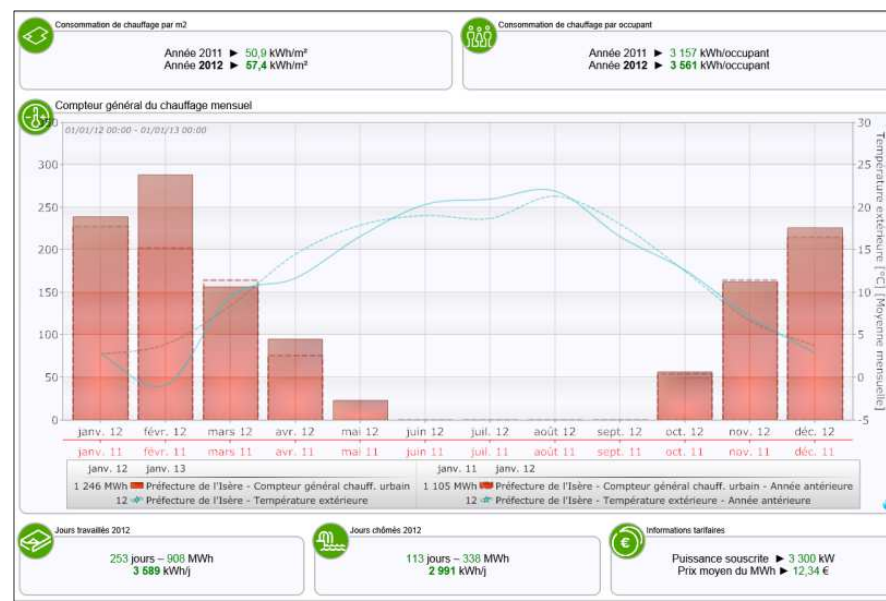 Consommation de chauffage par m2
Année 2011 ► 50,9 kWh/m²
Année 2012 ► 57,4 kWh/m²
Consommation de chauffage par occupant
Année 2011 ► 3 157 kWh/occupant
Année 2012 ► 3 561 kWh/occupant
Compteur général du chauffage mensuel
01/01/12 00:00 - 01/01/13 00:00
300
250
200
150
100
50
0
30
25
20
15
10
5
0
-5
Température extérieure [°C] [Moyenne mensuelle]
janv. 12 févr. 12 mars 12 avr. 12 mai 12 juin 12 juil. 12 août 12 sept. 12 oct. 12 nov. 12 déc. 12
janv. 11 févr. 11 mars 11 avr. 11 mai 11 juin 11 juil. 11 août 11 sept. 11 oct. 11 nov. 11 déc. 11
janv. 12 janv. 13 janv. 11 janv. 12
1 246 MWh Préfecture de l'Isère - Compteur général chauff. urbain 1 105 MWh Préfecture de l'Isère - Compteur général chauff. urbain - Année antérieure
12 Préfecture de l'Isère - Température extérieure 12 Préfecture de l'Isère - Température extérieure - Année antérieure
Jours travaillés 2012
253 jours – 908 MWh
3 589 kWh/j
Jours chômés 2012
113 jours – 338 MWh
2 991 kWh/j
Informations tarifaires
Puissance souscrite ► 3 300 kW
Prix moyen du MWh ► 12,34 €